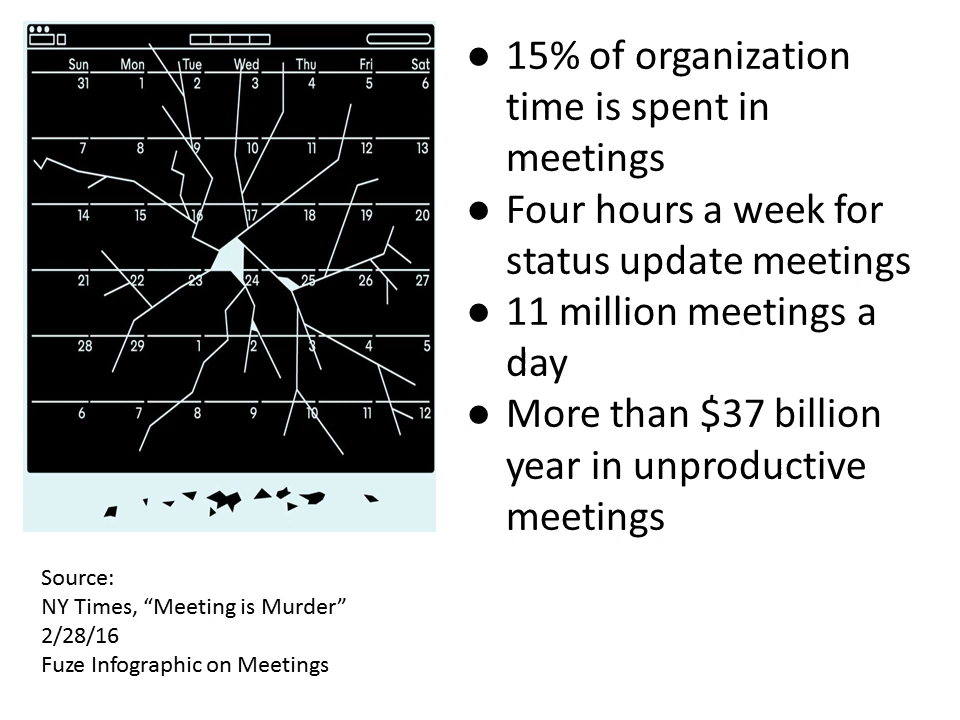 Sun Mon Tue Wed Thu Fri Sat
31 1 2 3 4 5 6
7 8 9 10 11 12 13
14 15 16 17 18 19 20
21 22 23 24 25 26 27
28 29 1 2 3 4 5
6 7 8 9 10 11 12
● 15% of organization
time is spent in
meetings
● Four hours a week for
status update meetings
● 11 million meetings a
day
● More than $37 billion
year in unproductive
meetings
Source:
NY Times, “Meeting is Murder”
2/28/16
Fuze Infographic on Meetings